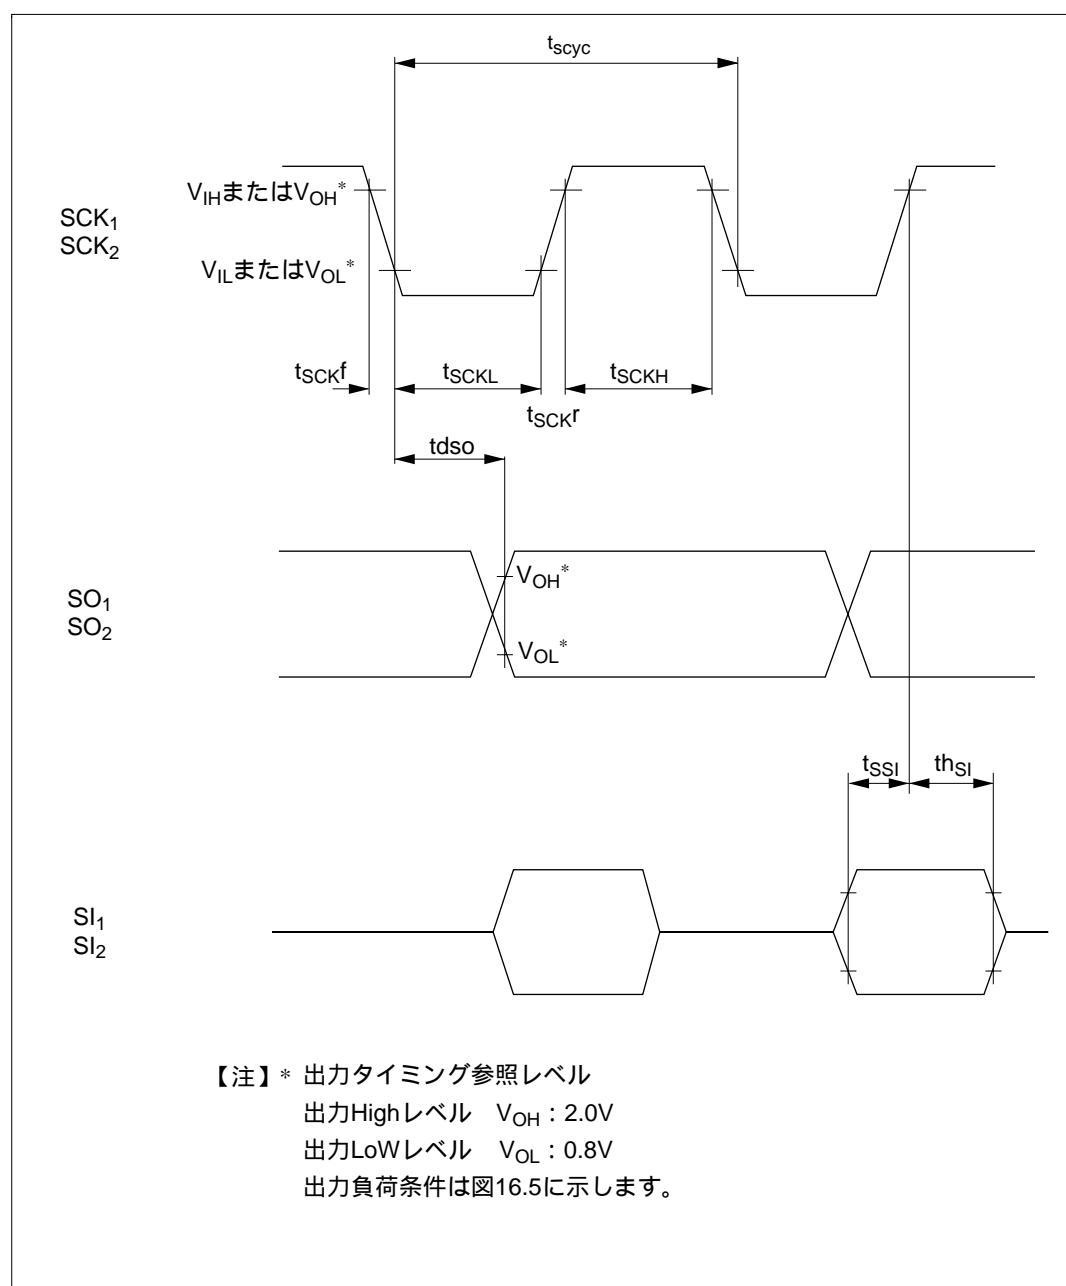 tscyc
VIHまたはVOH*
SCK1
SCK2
VILまたはVOL*
tSCKf
tSCKL
tSCKH
tSCKr
tdso
VOH*
SO1
SO2
VOL*
tSSI
thSI
SI1
SI2
【注】* 出力タイミング参照レベル
出力Highレベル VOH：2.0V
出力LoWレベル VOL：0.8V
出力負荷条件は図16.5に示します。